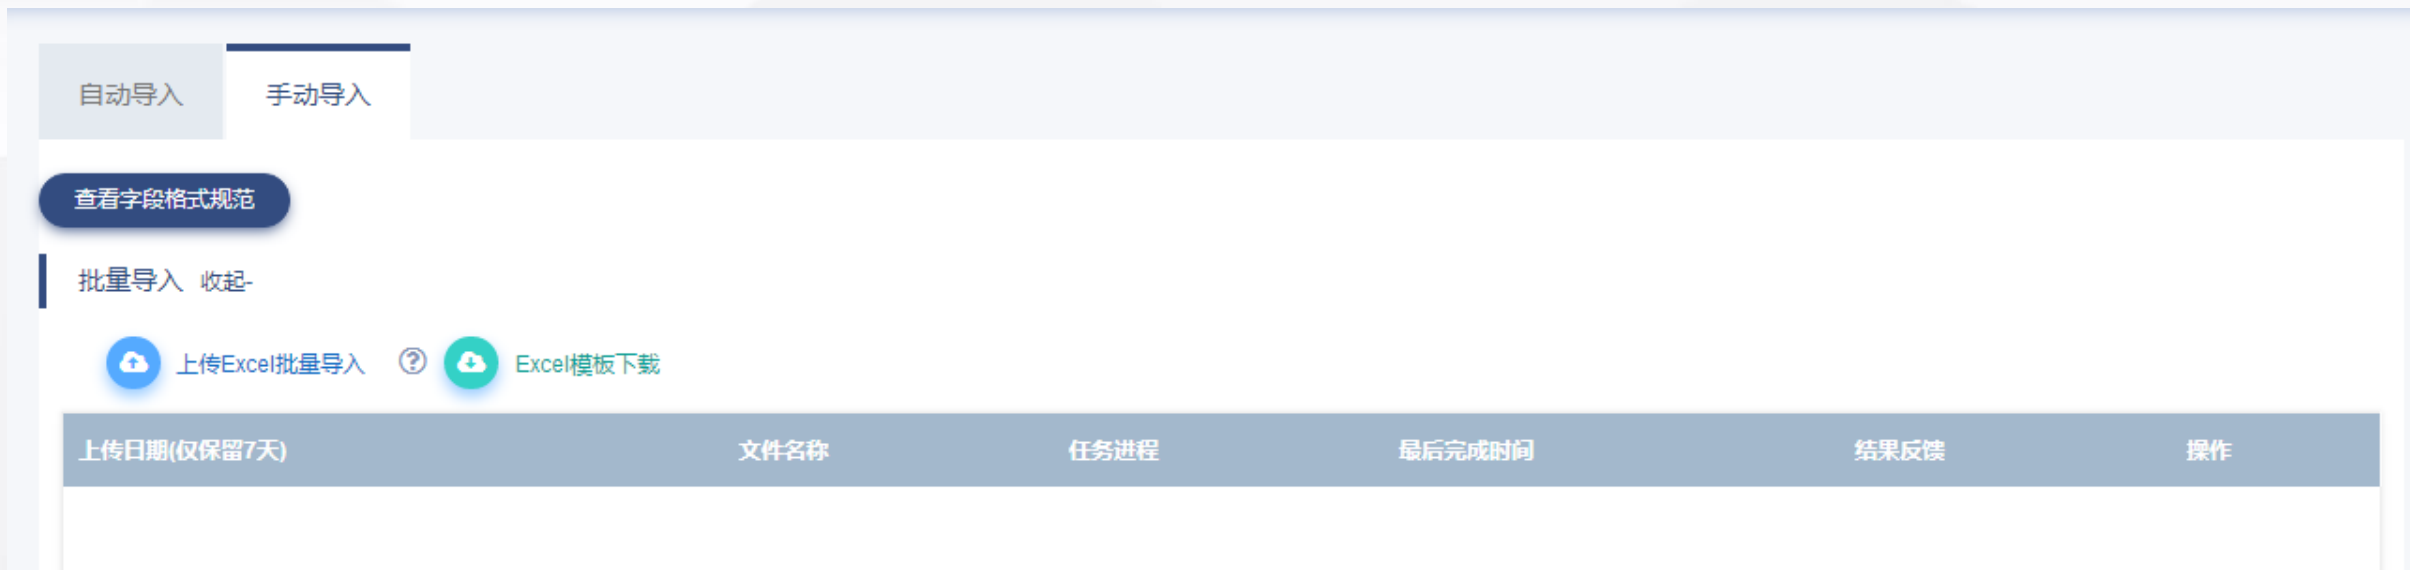 自动导入 手动导入
查看字段格式规范
批量导入 收起-
上传Excel批量导入 ? Excel模板下载
上传日期(仅保留7天) 文件名称 任务进程 最后完成时间 结果反馈 操作